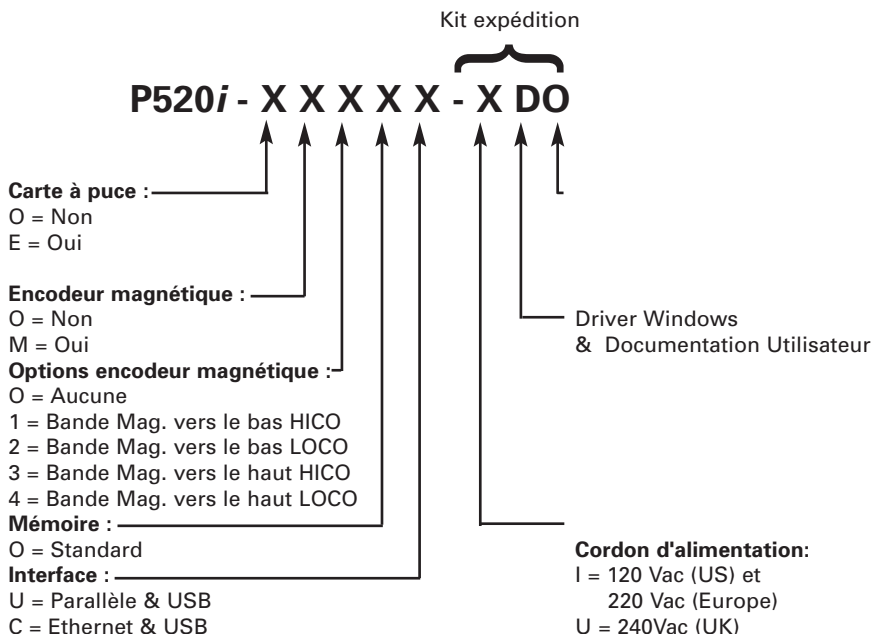 Kit expédition
P520i - X X X X X - X DO
Carte à puce :
O = Non
E = Oui
Encodeur magnétique :
O = Non
M = Oui
Driver Windows
& Documentation Utilisateur
Options encodeur magnétique :
O = Aucune
1 = Bande Mag. vers le bas HICO
2 = Bande Mag. vers le bas LOCO
3 = Bande Mag. vers le haut HICO
4 = Bande Mag. vers le haut LOCO
Mémoire :
O = Standard
Interface :
U = Parallèle & USB
C = Ethernet & USB
Cordon d'alimentation:
I = 120 Vac (US) et
220 Vac (Europe)
U = 240Vac (UK)